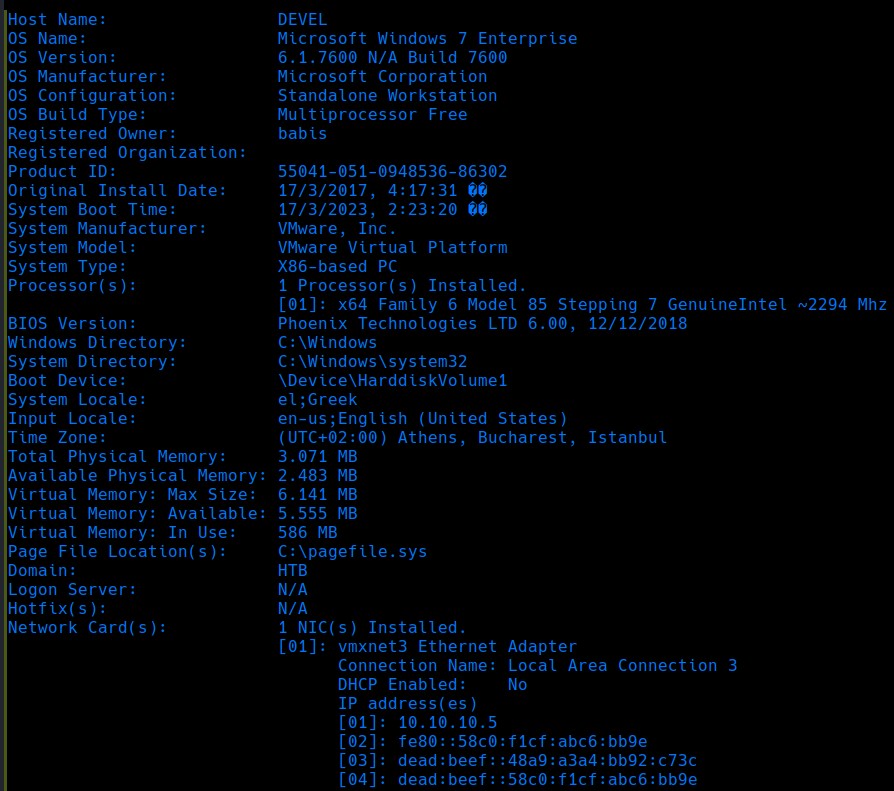 Host Name: DEVEL
OS Name: Microsoft Windows 7 Enterprise
OS Version: 6.1.7600 N/A Build 7600
OS Manufacturer: Microsoft Corporation
OS Configuration: Standalone Workstation
OS Build Type: Multiprocessor Free
Registered Owner: babis
Registered Organization:
Product ID: 55041-051-0948536-86302
Original Install Date: 17/3/2017, 4:17:31 ��
System Boot Time: 17/3/2023, 2:23:20 ��
System Manufacturer: VMware, Inc.
System Model: VMware Virtual Platform
System Type: X86-based PC
Processor(s): 1 Processor(s) Installed.
[01]: x64 Family 6 Model 85 Stepping 7 GenuineIntel ~2294 Mhz
BIOS Version: Phoenix Technologies LTD 6.00, 12/12/2018
Windows Directory: C:\Windows
System Directory: C:\Windows\system32
Boot Device: \Device\HarddiskVolume1
System Locale: el;Greek
Input Locale: en-us;English (United States)
Time Zone: (UTC+02:00) Athens, Bucharest, Istanbul
Total Physical Memory: 3.071 MB
Available Physical Memory: 2.483 MB
Virtual Memory: Max Size: 6.141 MB
Virtual Memory: Available: 5.555 MB
Virtual Memory: In Use: 586 MB
Page File Location(s): C:\pagefile.sys
Domain: HTB
Logon Server: N/A
Hotfix(s): N/A
Network Card(s): 1 NIC(s) Installed.
[01]: vmxnet3 Ethernet Adapter
Connection Name: Local Area Connection 3
DHCP Enabled: No
IP address(es)
[01]: 10.10.10.5
[02]: fe80::58c0:f1cf:abc6:bb9e
[03]: dead:beef::48a9:a3a4:bb92:c73c
[04]: dead:beef::58c0:f1cf:abc6:bb9e